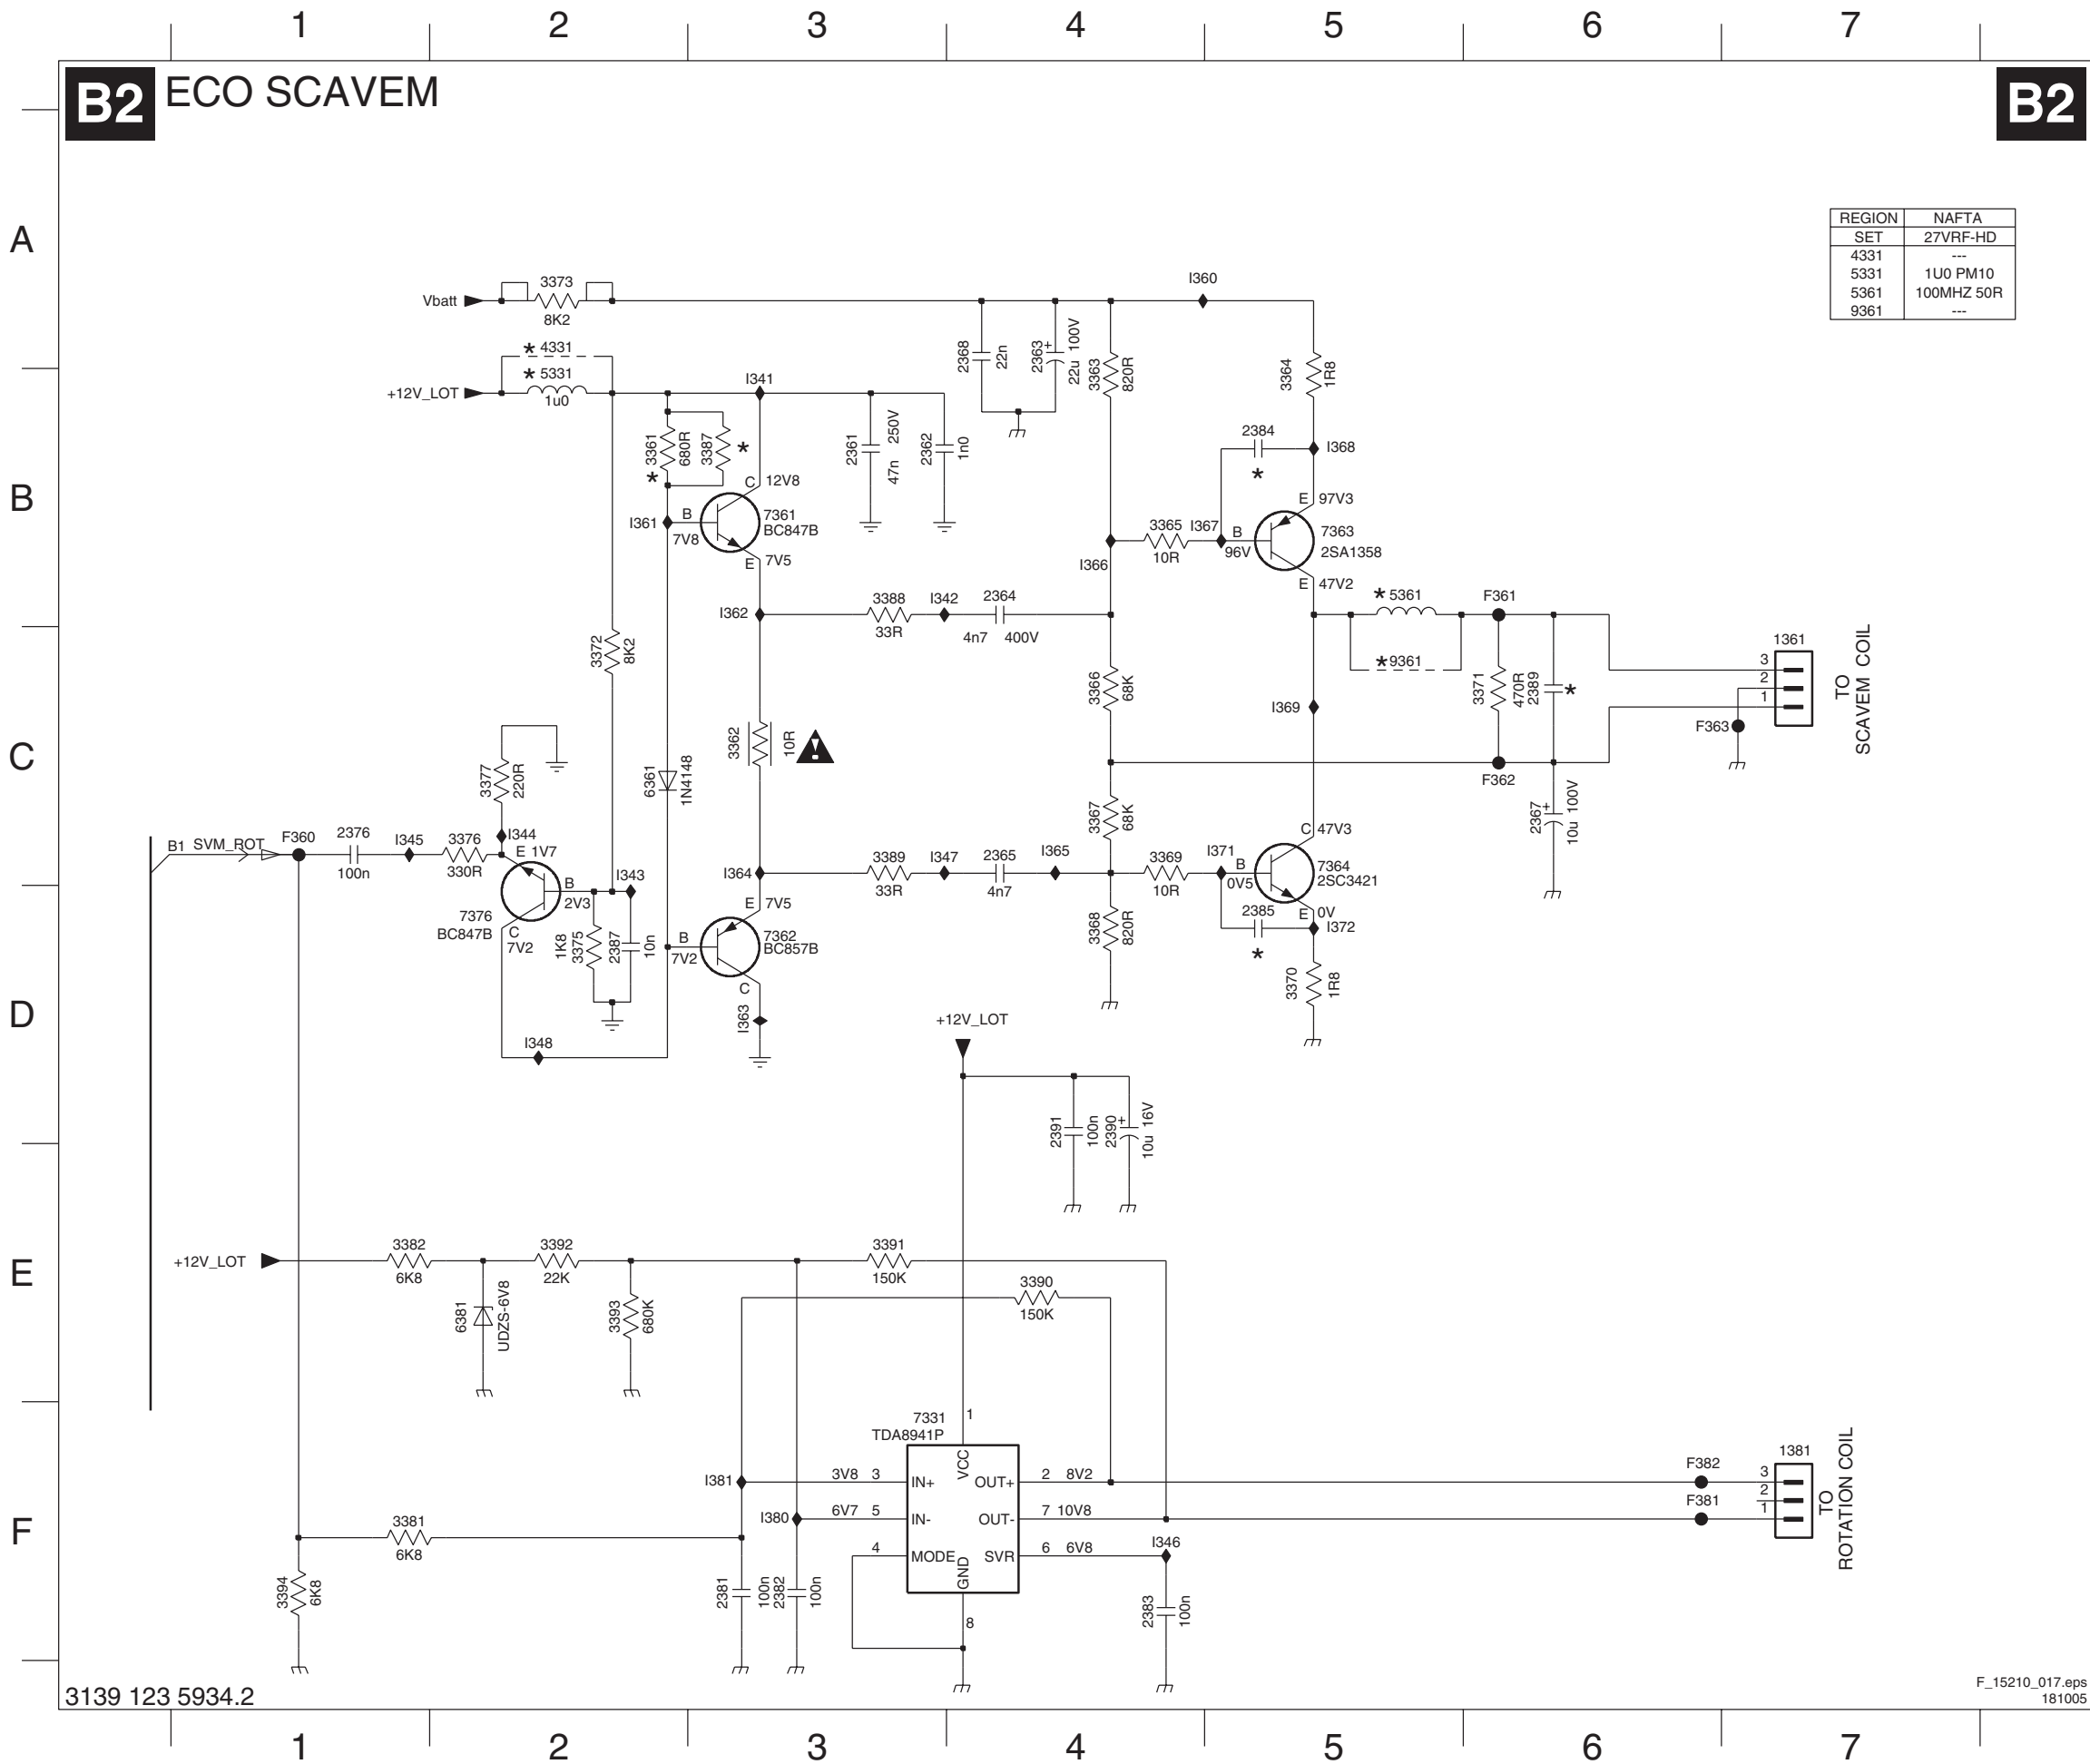 1 2 3 4 5 6 7
B2 ECO SCAVEM B2
A
REGION NAFTA
SET 27VRF-HD
4331 ---
5331 1U0 PM10
5361 100MHZ 50R
9361 ---
Vbatt
3373
8K2
I360
* 4331
* 5331
1u0
+12V_LOT
I341
2368
22n
2363
+
22u 100V
3363
820R
3364
1R8
B
3361
680R
*
3387
*
2361
47n 250V
2362
1n0
2384
*
I368
C 12V8
I361
B
7V8
7361
BC847B
E 7V5
E 97V3
3365
10R
I367
B
96V
7363
2SA1358
I366
E 47V2
I362
3388
33R
I342
2364
4n7 400V
* 5361
F361
*9361
3372
8K2
3366
68K
3371
470R
2389
*
1361
3
2
1
TO
SCAVEM COIL
I369
F363
C
3377
220R
3362
10R
6361
1N4148
F362
3367
68K
2367
+
10u 100V
B1 SVM_ROT
F360
2376
100n
I345
3376
330R
I344
E 1V7
B
2V3
I343
7376
BC847B
C
7V2
1K8
3375
2387
10n
I364
3389
33R
I347
2365
4n7
I365
3369
10R
I371
B
0V5
C 47V3
7364
2SC3421
E 0V
2385
*
I372
3368
820R
3370
1R8
E 7V5
B
7V2
7362
BC857B
C
I363
D
I348
+12V_LOT
2391
100n
2390
+
10u 16V
E
+12V_LOT
3382
6K8
3392
22K
3391
150K
3390
150K
6381
UDZS-6V8
3393
680K
7331
TDA8941P
1
VCC
I381
3V8 3 IN+
OUT+ 2 8V2
I380
6V7 5 IN-
OUT- 7 10V8
4 MODE
GND
SVR 6 6V8
I346
8
F382
F381
1381
3
2
1
TO
ROTATION COIL
F
3381
6K8
3394
6K8
2381
100n
2382
100n
2383
100n
3139 123 5934.2
F_15210_017.eps
181005
1 2 3 4 5 6 7